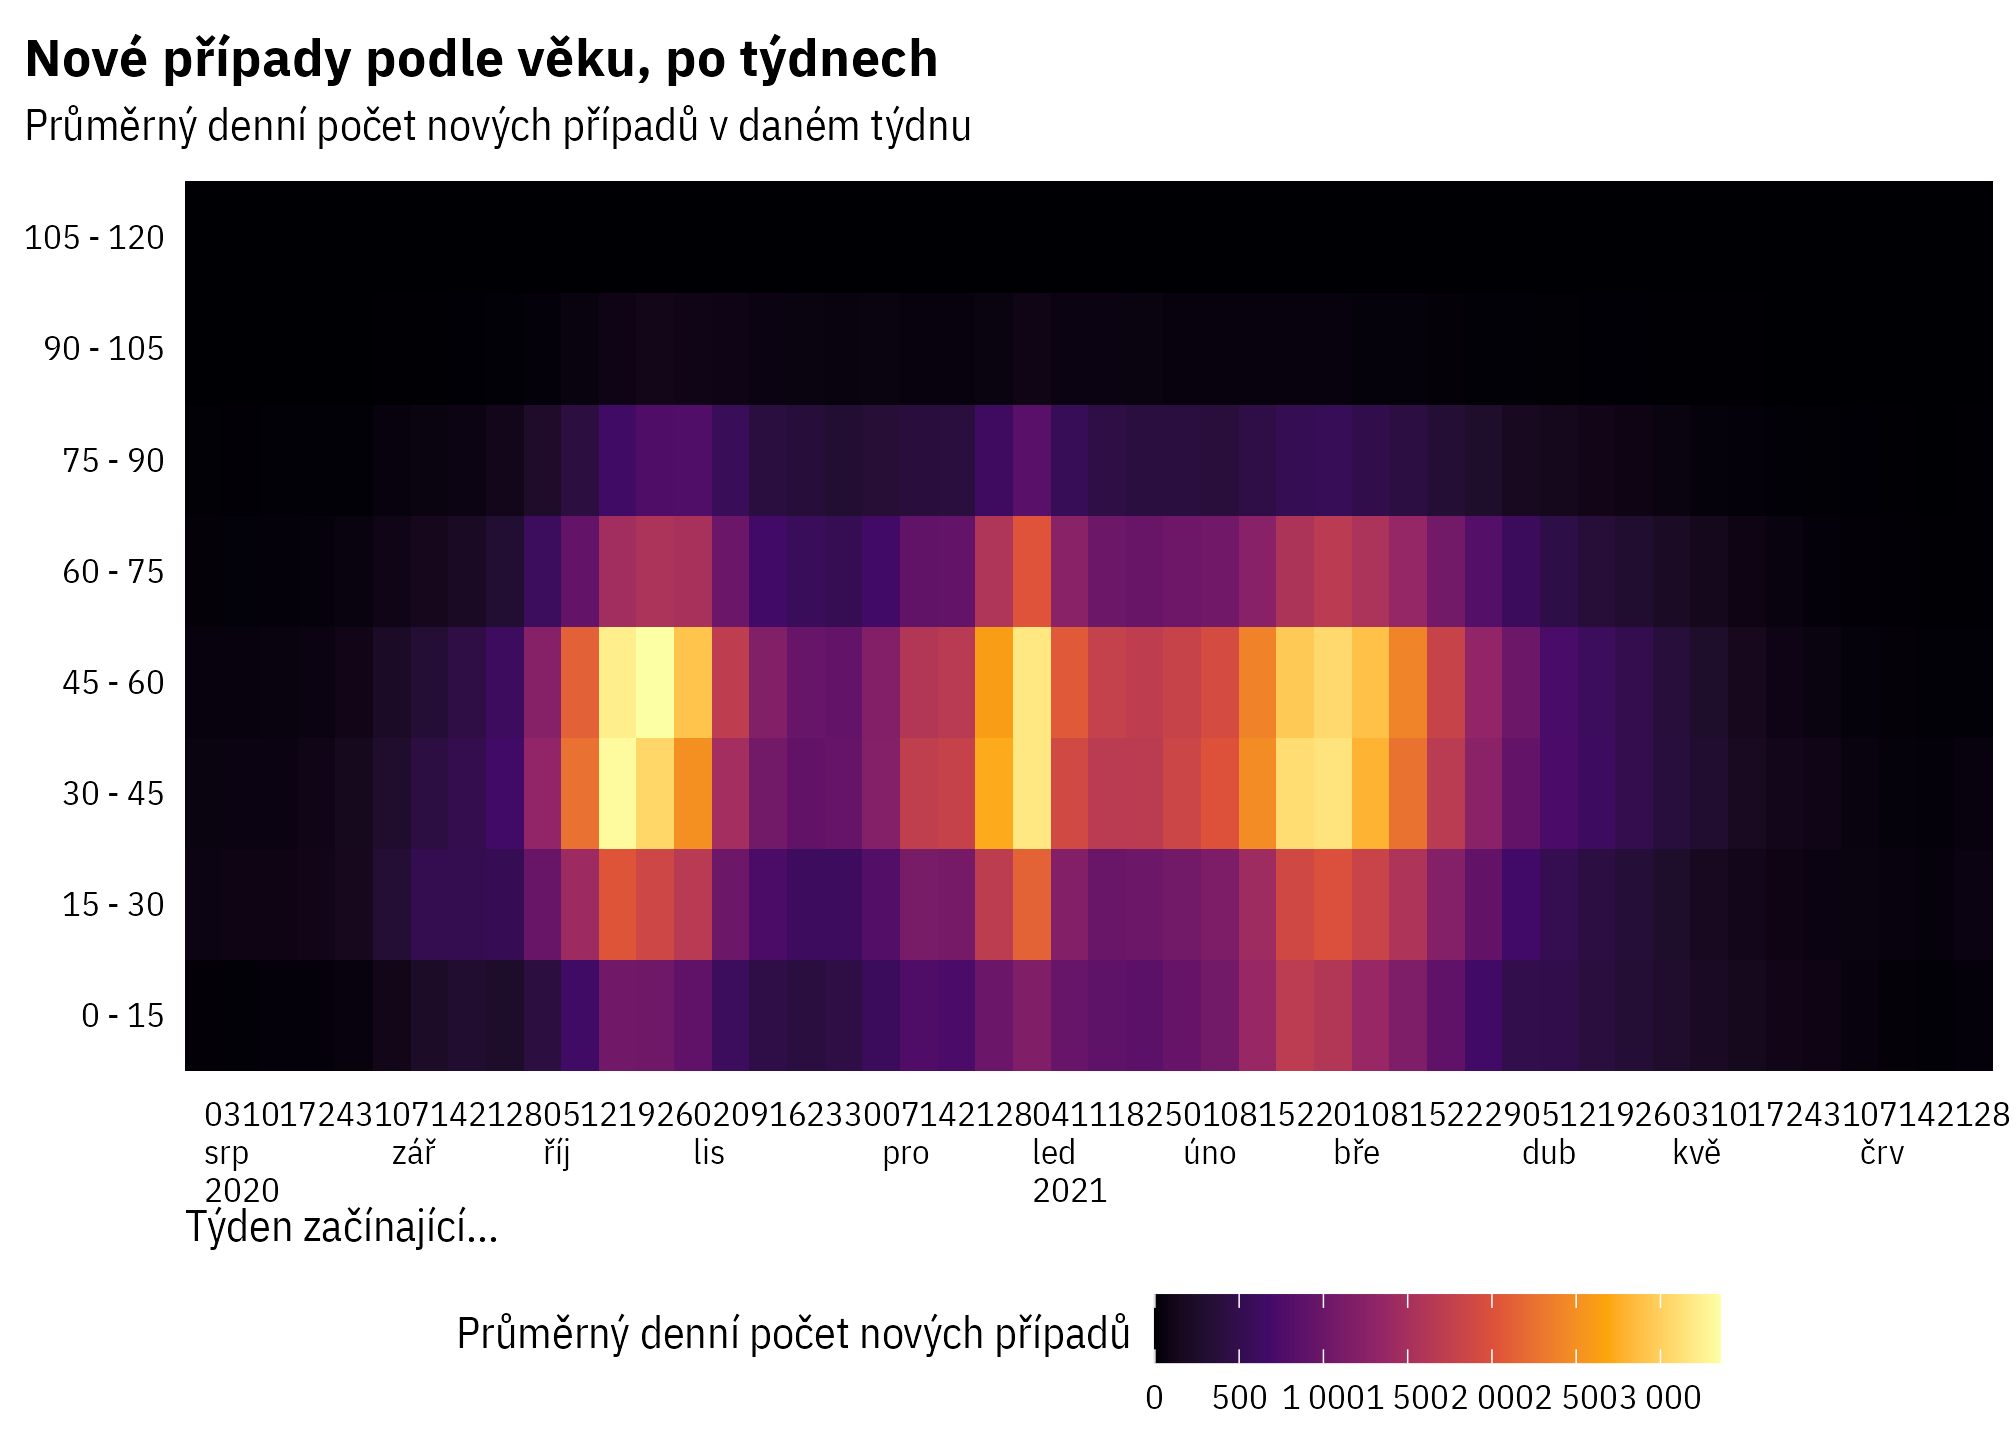 Nové případy podle věku, po týdnech
Průměrný denní počet nových případů v daném týdnu
105 - 120
90 - 105
75 - 90
60 - 75
45 - 60
30 - 45
15 - 30
0 - 15
031017243107142128051219260209162330071421280411182501081522010815222905121926031017243107142128
srp zář říj lis pro led úno bře dub kvě črv
2020 2021
Týden začínající...
Průměrný denní počet nových případů
0 500 1 0001 5002 0002 5003 000